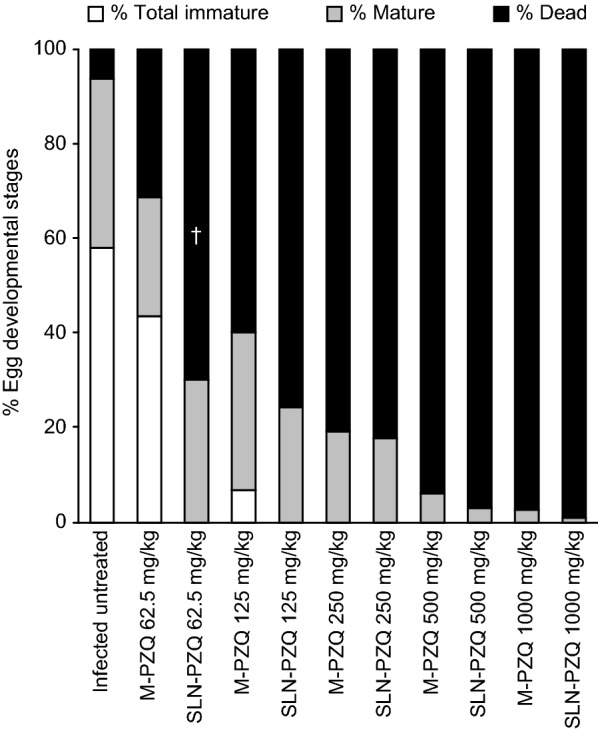 % Total immature % Mature % Dead
% Egg developmental stages
100
80
60
40
20
0
†
Infected untreated
M-PZQ 62.5 mg/kg
SLN-PZQ 62.5 mg/kg
M-PZQ 125 mg/kg
SLN-PZQ 125 mg/kg
M-PZQ 250 mg/kg
SLN-PZQ 250 mg/kg
M-PZQ 500 mg/kg
SLN-PZQ 500 mg/kg
M-PZQ 1000 mg/kg
SLN-PZQ 1000 mg/kg